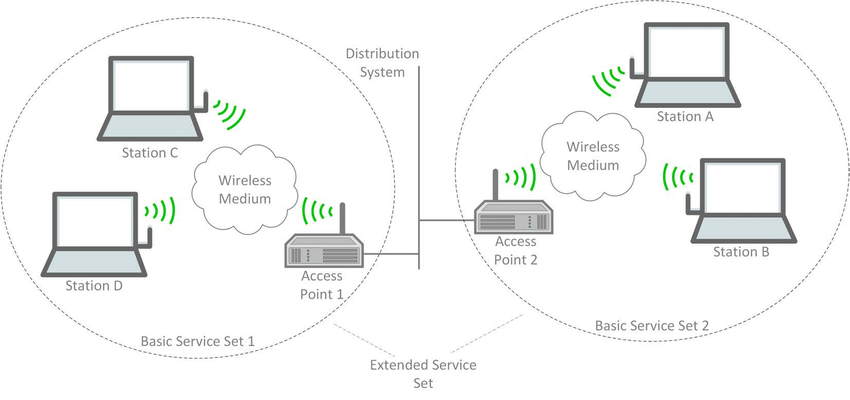 Distribution
System
Station C
Wireless
Medium
Station D
Access
Point 1
Basic Service Set 1
Station A
Wireless
Medium
Station B
Access
Point 2
Basic Service Set 2
Extended Service
Set